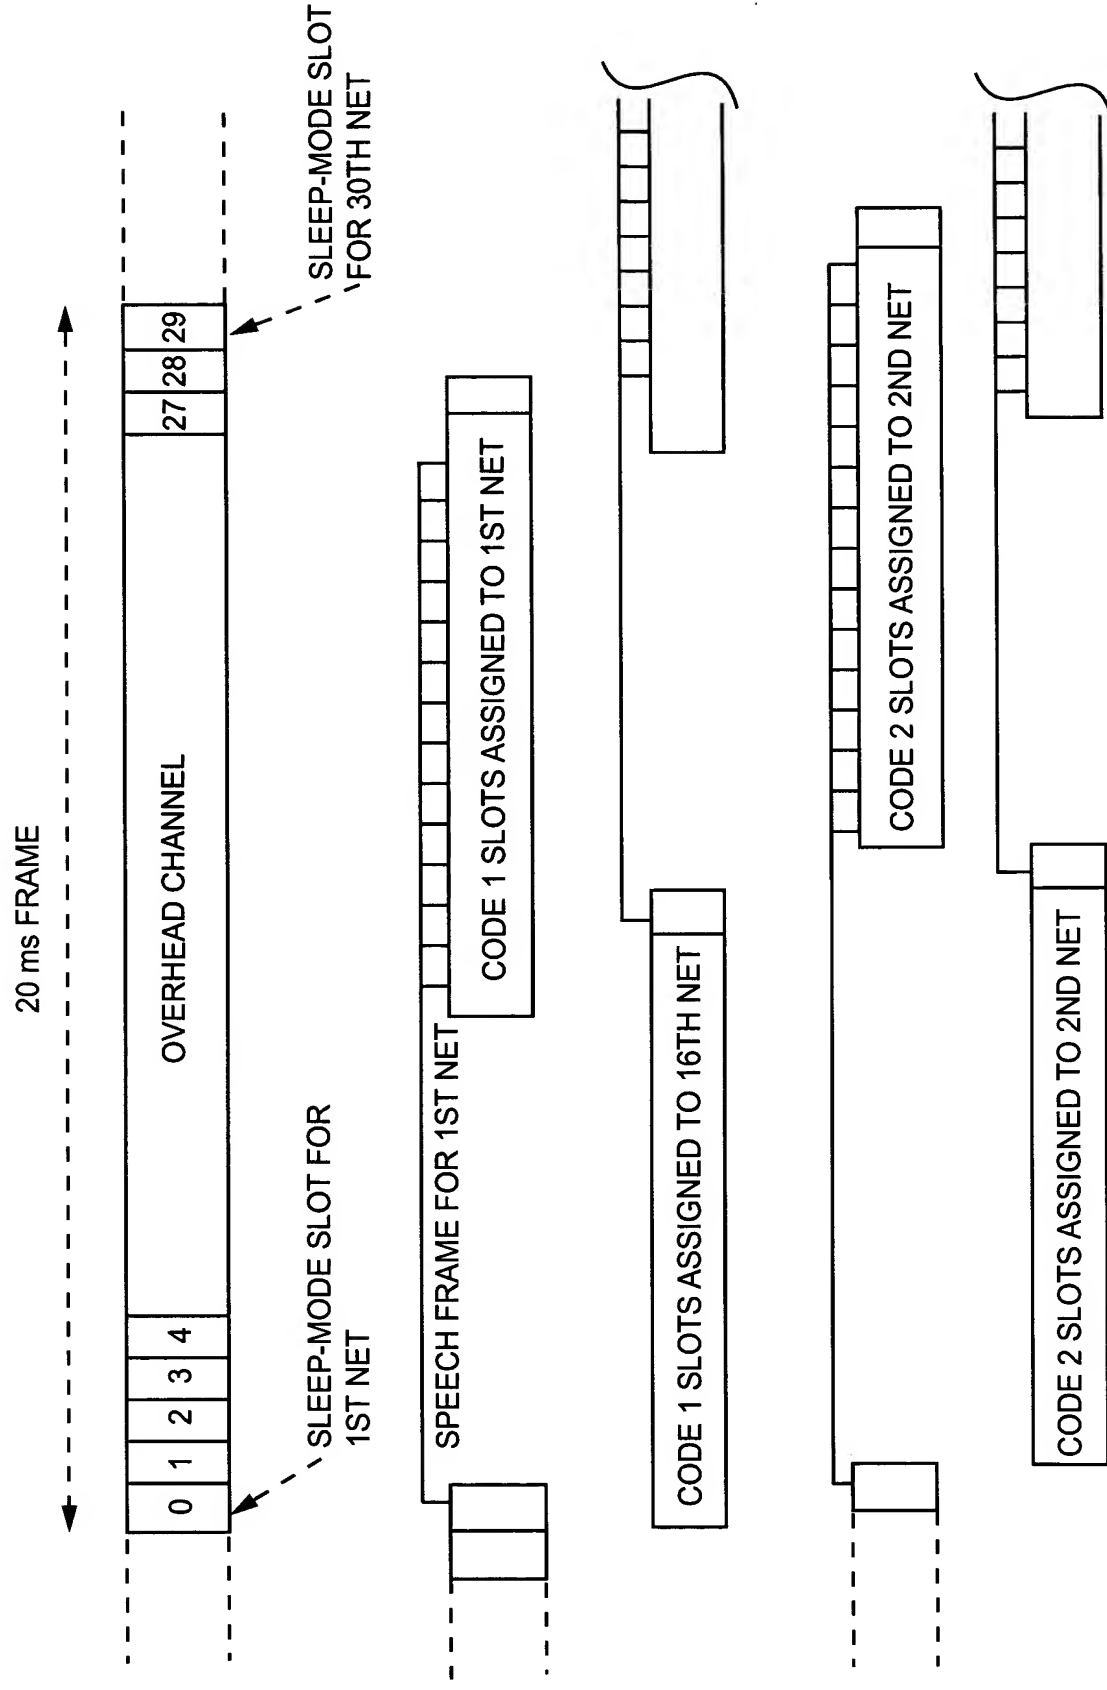 20 ms FRAME
0 1 2 3 4 OVERHEAD CHANNEL 27 28 29
SLEEP-MODE SLOT FOR
1ST NET
SLEEP-MODE SLOT
FOR 30TH NET
SPEECH FRAME FOR 1ST NET
CODE 1 SLOTS ASSIGNED TO 1ST NET
CODE 1 SLOTS ASSIGNED TO 16TH NET
CODE 2 SLOTS ASSIGNED TO 2ND NET
CODE 2 SLOTS ASSIGNED TO 2ND NET